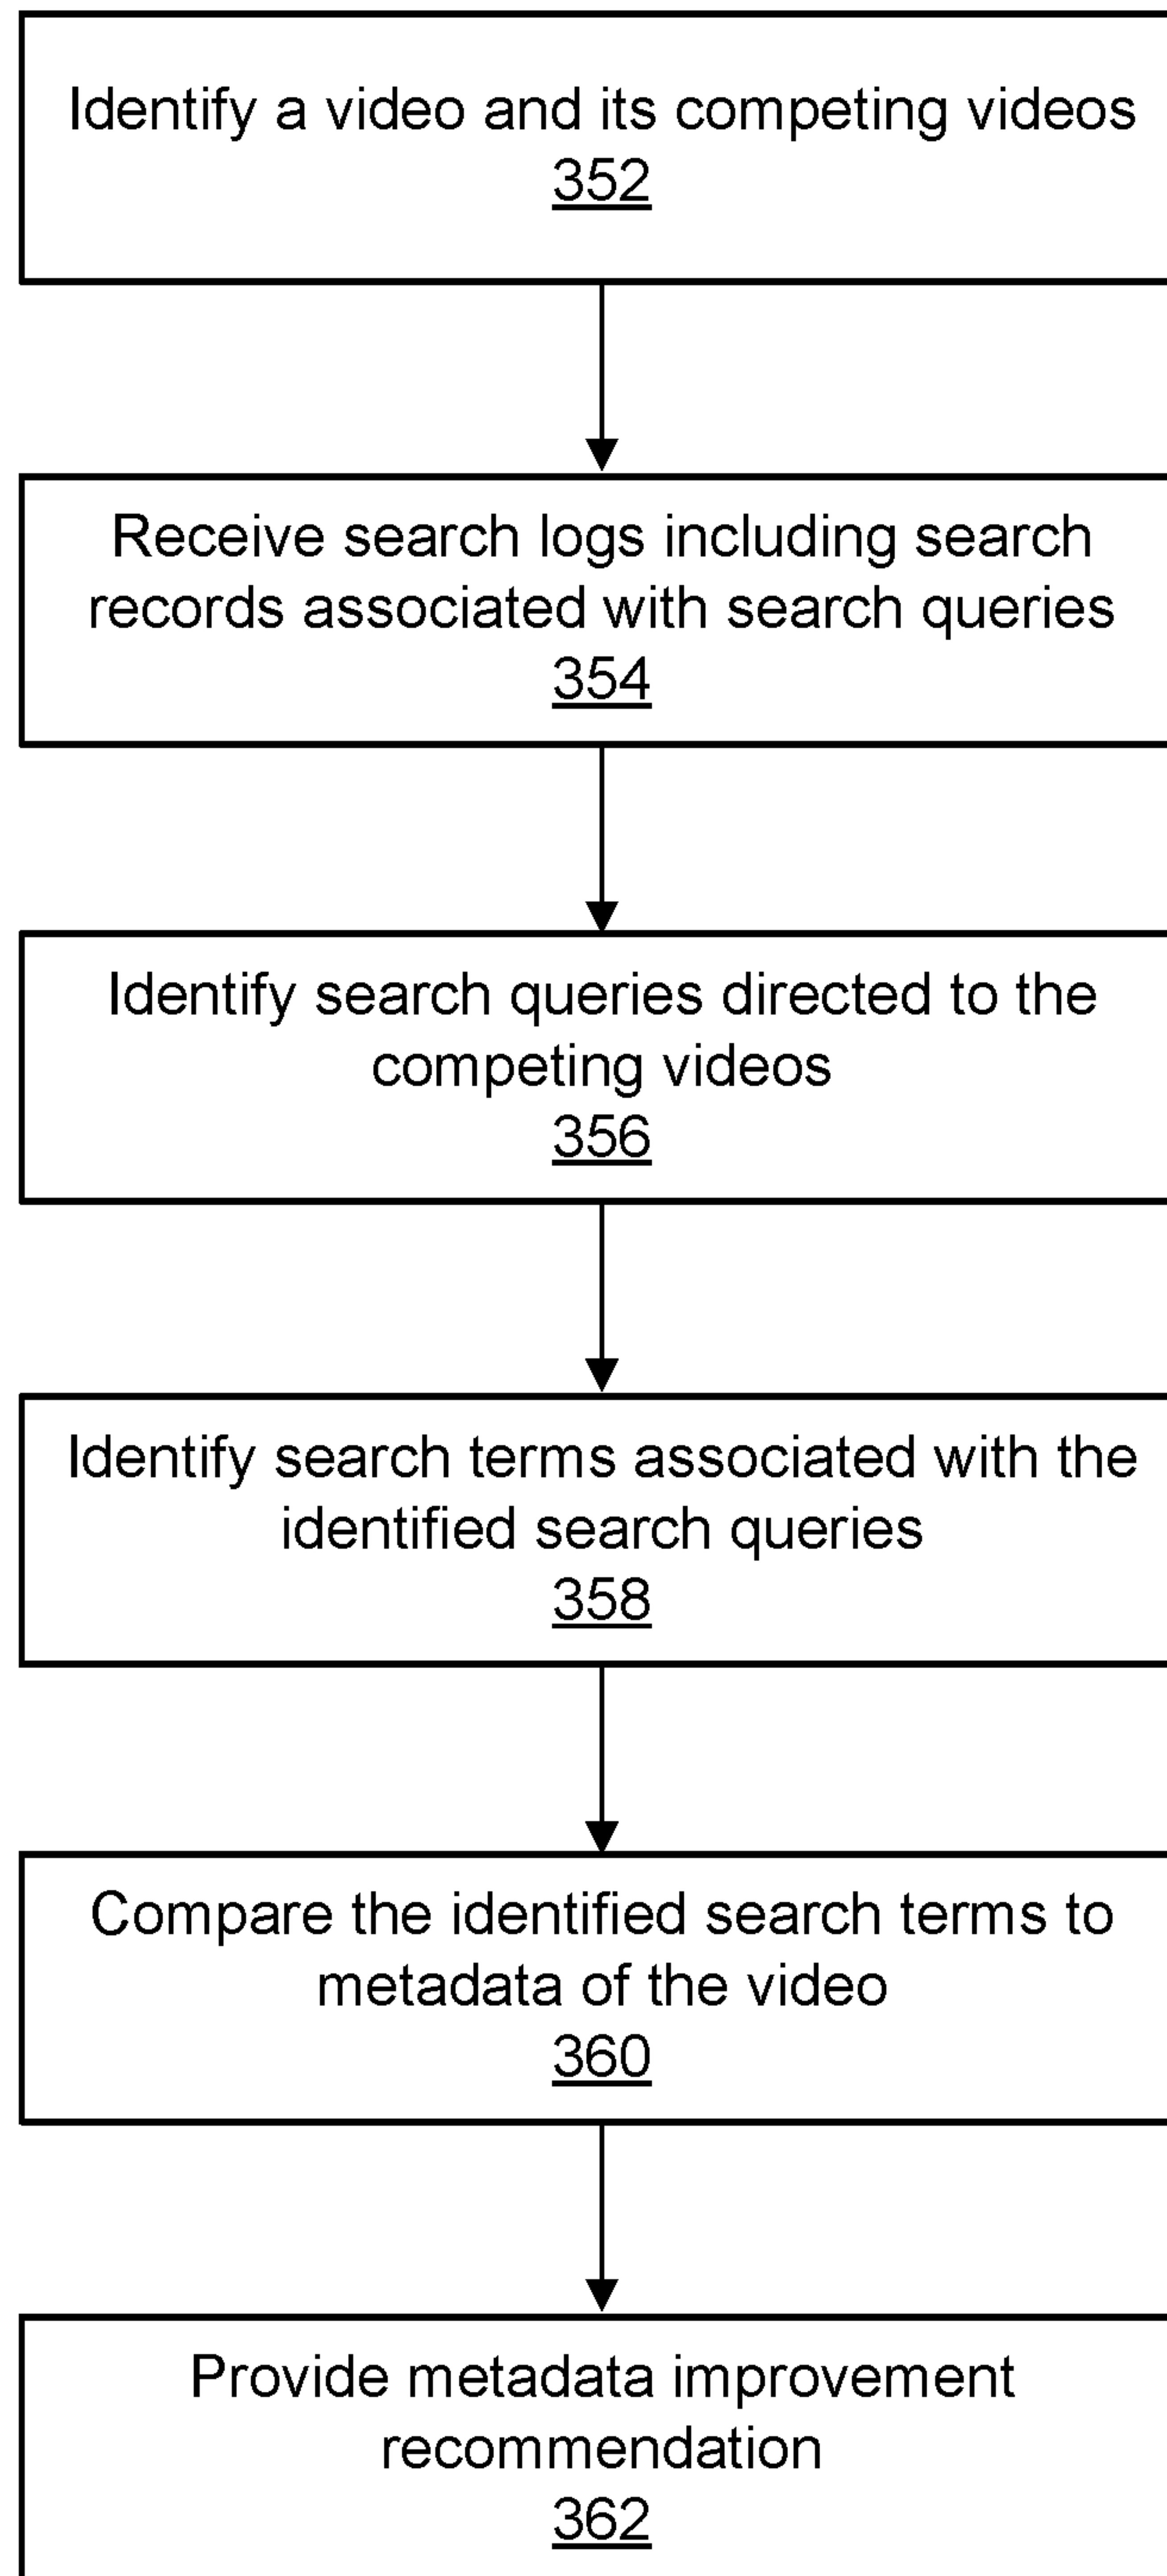 Identify a video and its competing videos
352
Receive search logs including search
records associated with search queries
354
Identify search queries directed to the
competing videos
356
Identify search terms associated with the
identified search queries
358
Compare the identified search terms to
metadata of the video
360
Provide metadata improvement
recommendation
362